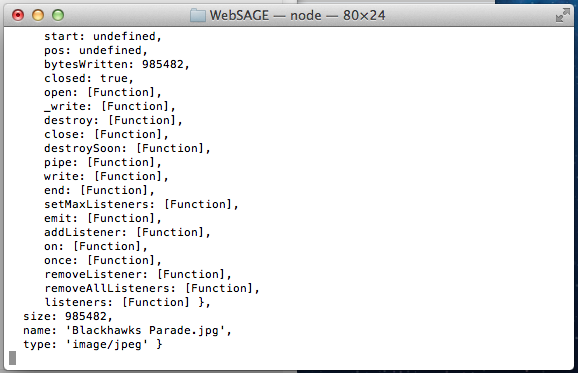 WebSAGE — node — 80×24
start: undefined,
pos: undefined,
bytesWritten: 985482,
closed: true,
open: [Function],
_write: [Function],
destroy: [Function],
close: [Function],
destroySoon: [Function],
pipe: [Function],
write: [Function],
end: [Function],
setMaxListeners: [Function],
emit: [Function],
addListener: [Function],
on: [Function],
once: [Function],
removeListener: [Function],
removeAllListeners: [Function],
listeners: [Function] },
size: 985482,
name: 'Blackhawks Parade.jpg',
type: 'image/jpeg' }